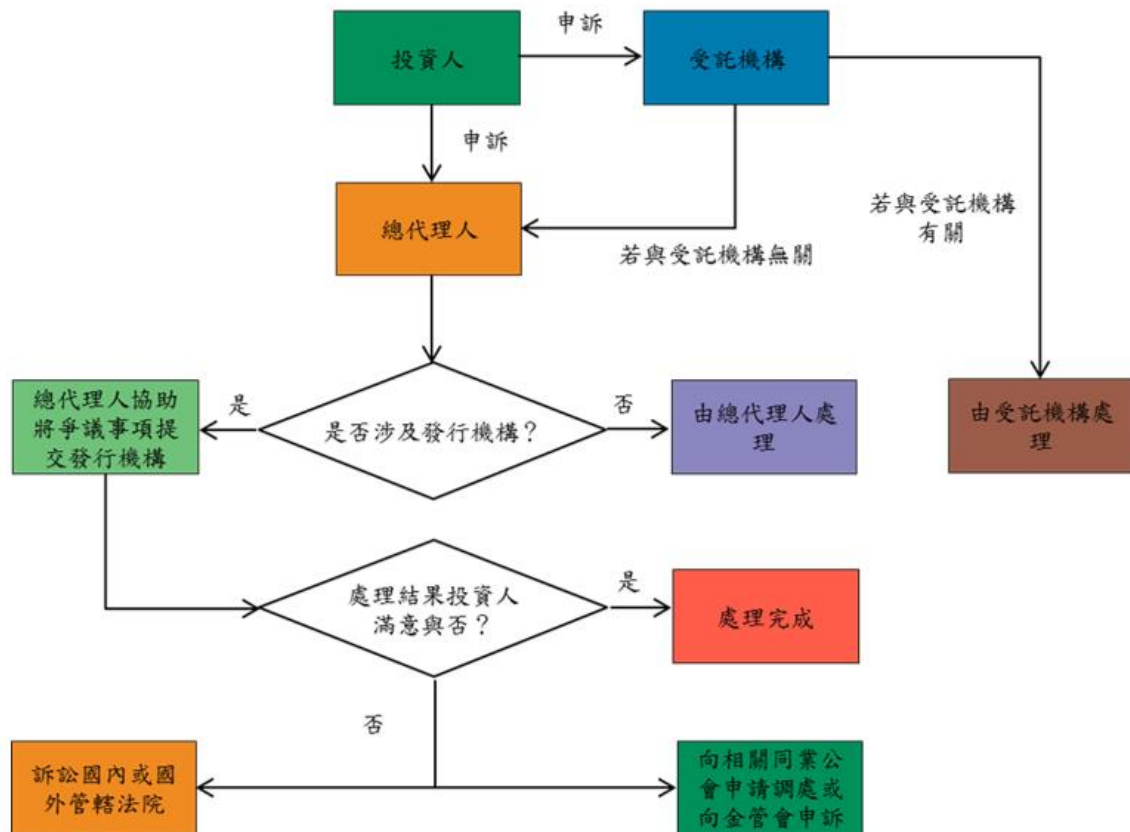 申訴
投資人
受託機構
申訴
總代理人
若與受託機構
有關
若與受託機構無關
總代理人協助
將爭議事項提
交發行機構
是
是否涉及發行機構？
否
由總代理人處
理
由受託機構處
理
處理結果投資人
滿意與否？
是
處理完成
否
訴訟國內或國
外管轄法院
向相關同業公
會申請調處或
向金管會申訴